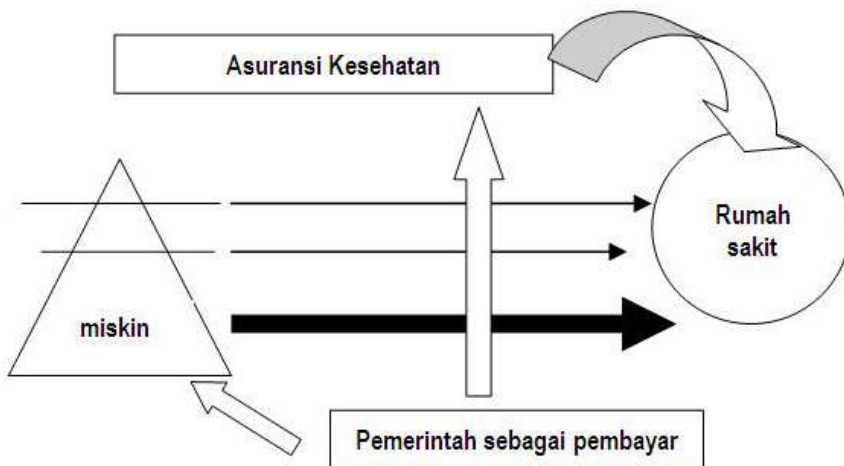 Asuransi Kesehatan
Rumah
sakit
miskin
Pemerintah sebagai pembayar